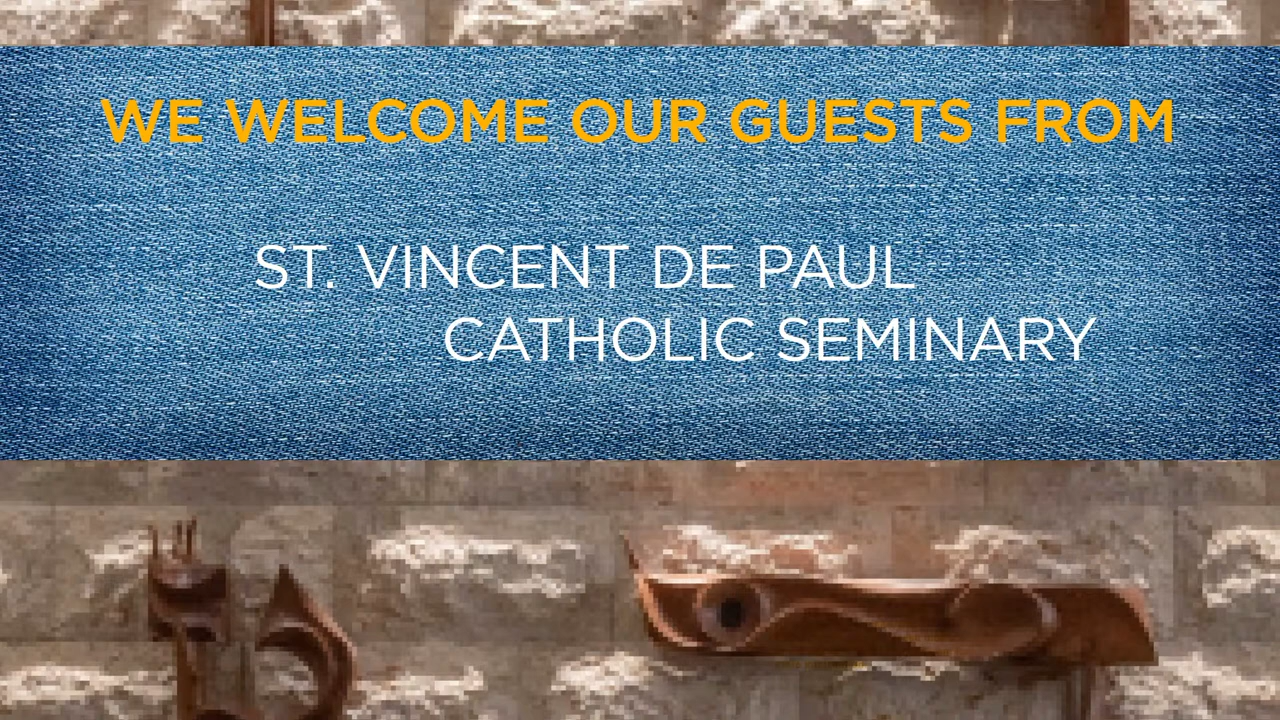 WE WELCOME OUR GUESTS FROM
ST. VINCENT DE PAUL
CATHOLIC SEMINARY